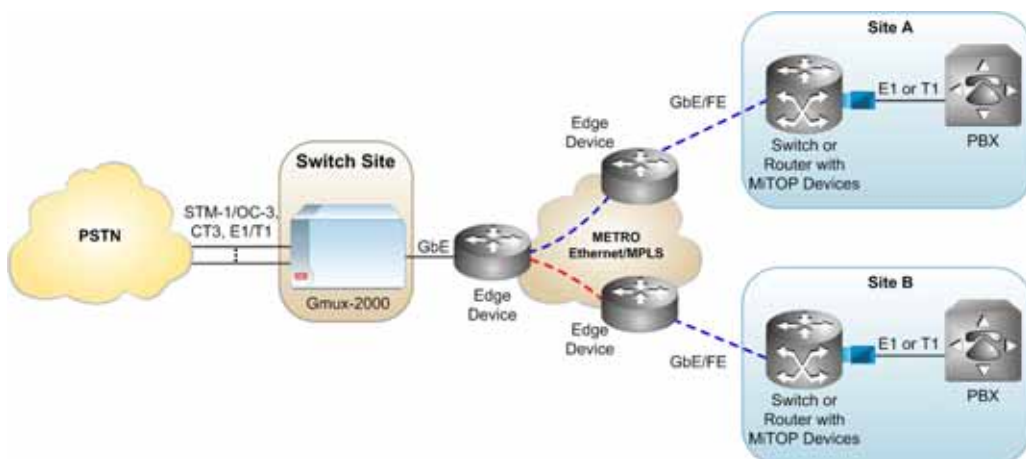 PSTN
STM-1/OC-3,
CT3, E1/T1
Switch Site
Gmux-2000
GbE
Edge
Device
METRO
Ethernet/MPLS
Edge
Device
GbE/FE
Edge
Device
GbE/FE
Site A
E1 or T1
PBX
Switch or
Router with
MiTOP Devices
Site B
E1 or T1
PBX
Switch or
Router with
MiTOP Devices